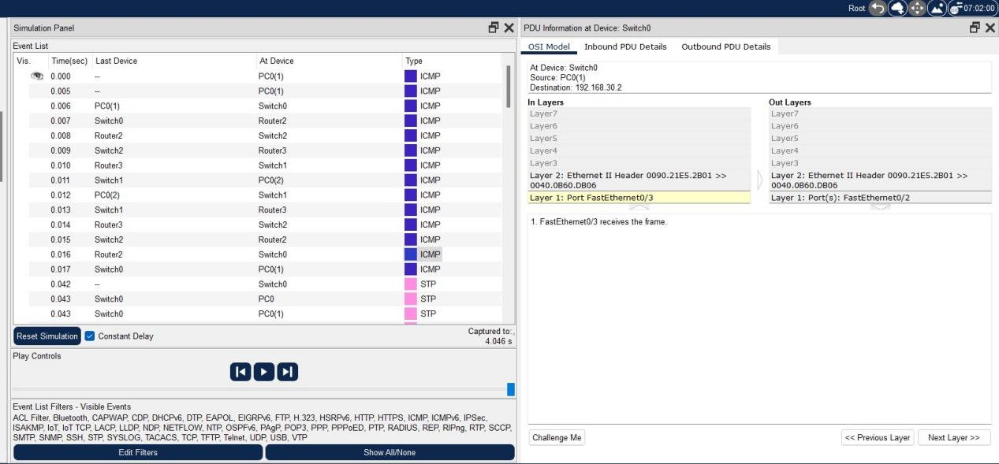 Root 07:02:00
Simulation Panel
Event List
Vis. Time(sec) Last Device At Device Type
0.000 -- PC0(1) ICMP
0.005 -- PC0(1) ICMP
0.006 PC0(1) Switch0 ICMP
0.007 Switch0 Router2 ICMP
0.008 Router2 Switch2 ICMP
0.009 Switch2 Router3 ICMP
0.010 Router3 Switch1 ICMP
0.011 Switch1 PC0(2) ICMP
0.012 PC0(2) Switch1 ICMP
0.013 Switch1 Router3 ICMP
0.014 Router3 Switch2 ICMP
0.015 Switch2 Router2 ICMP
0.016 Router2 Switch0 ICMP
0.017 Switch0 PC0(1) ICMP
0.042 -- Switch0 STP
0.043 Switch0 PC0 STP
0.043 Switch0 PC0(1) STP
Reset Simulation Constant Delay
Captured to:
4.046 s
Play Controls
Event List Filters - Visible Events
ACL Filter, Bluetooth, CAPWAP, CDP, DHCPv6, DTP, EAPOL, EIGRPv6, FTP, H.323, HSRPv6, HTTP, HTTPS, ICMP, ICMPv6, IPSec,
ISAKMP, IoT, IoT TCP, LACP, LLDP, NDP, NETFLOW, NTP, OSPFv6, PAgP, POP3, PPP, PPPoED, PTP, RADIUS, REP, RIPng, RTP, SCCP,
SMTP, SNMP, SSH, STP, SYSLOG, TACACS, TCP, TFTP, Telnet, UDP, USB, VTP
Edit Filters Show All/None
PDU Information at Device: Switch0
OSI Model Inbound PDU Details Outbound PDU Details
At Device: Switch0
Source: PC0(1)
Destination: 192.168.30.2
In Layers
Layer7
Layer6
Layer5
Layer4
Layer3
Layer 2: Ethernet II Header 0090.21E5.2B01 >>
0040.0B60.DB06
Layer 1: Port FastEthernet0/3
Out Layers
Layer7
Layer6
Layer5
Layer4
Layer3
Layer 2: Ethernet II Header 0090.21E5.2B01 >>
0040.0B60.DB06
Layer 1: Port(s): FastEthernet0/2
1. FastEthernet0/3 receives the frame.
Challenge Me << Previous Layer Next Layer >>